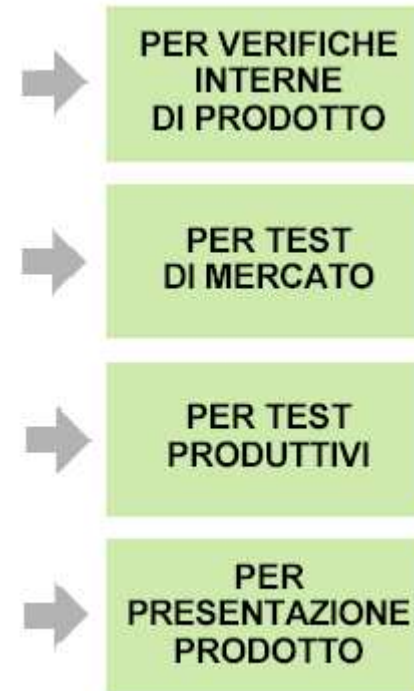 PER VERIFICHE
INTERNE
DI PRODOTTO
PER TEST
DI MERCATO
PER TEST
PRODUTTIVI
PER
PRESENTAZIONE
PRODOTTO